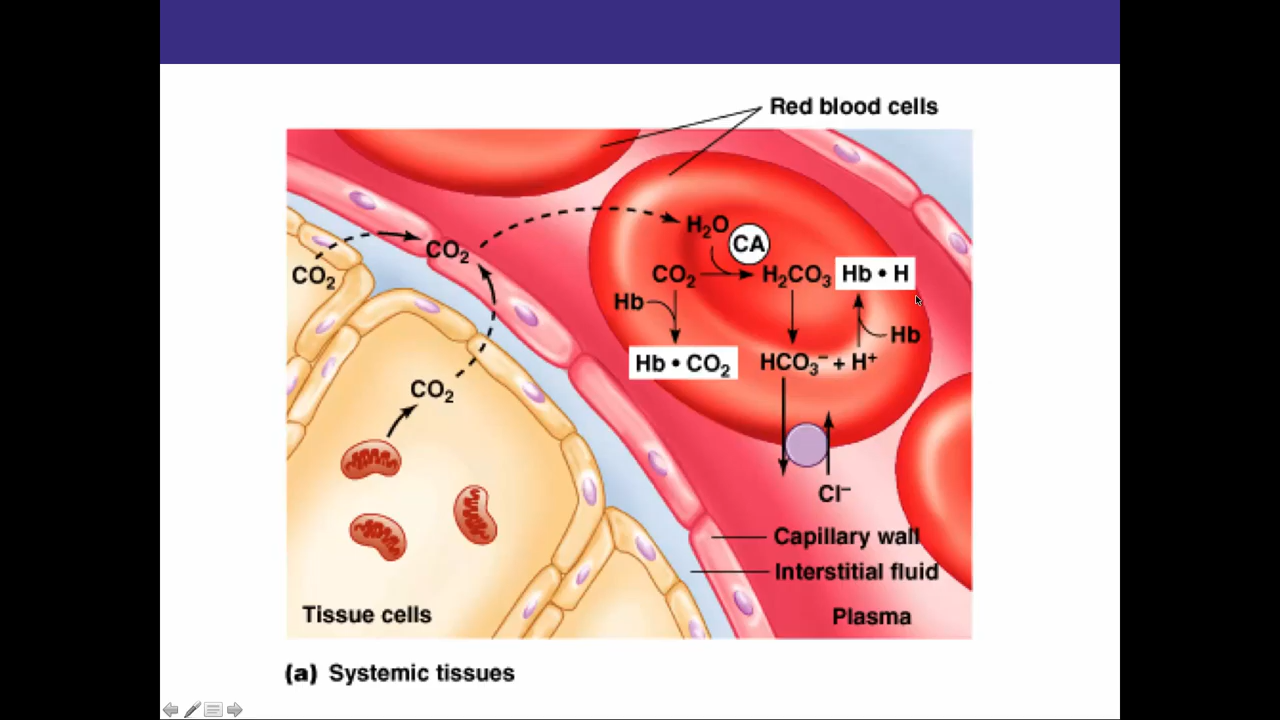 Red blood cells
H₂O
CA
CO₂
CO₂
CO₂
H₂CO₃
Hb • H
Hb
Hb
Hb • CO₂
HCO₃⁻ + H⁺
CO₂
Cl⁻
Capillary wall
Interstitial fluid
Tissue cells
Plasma
(a) Systemic tissues